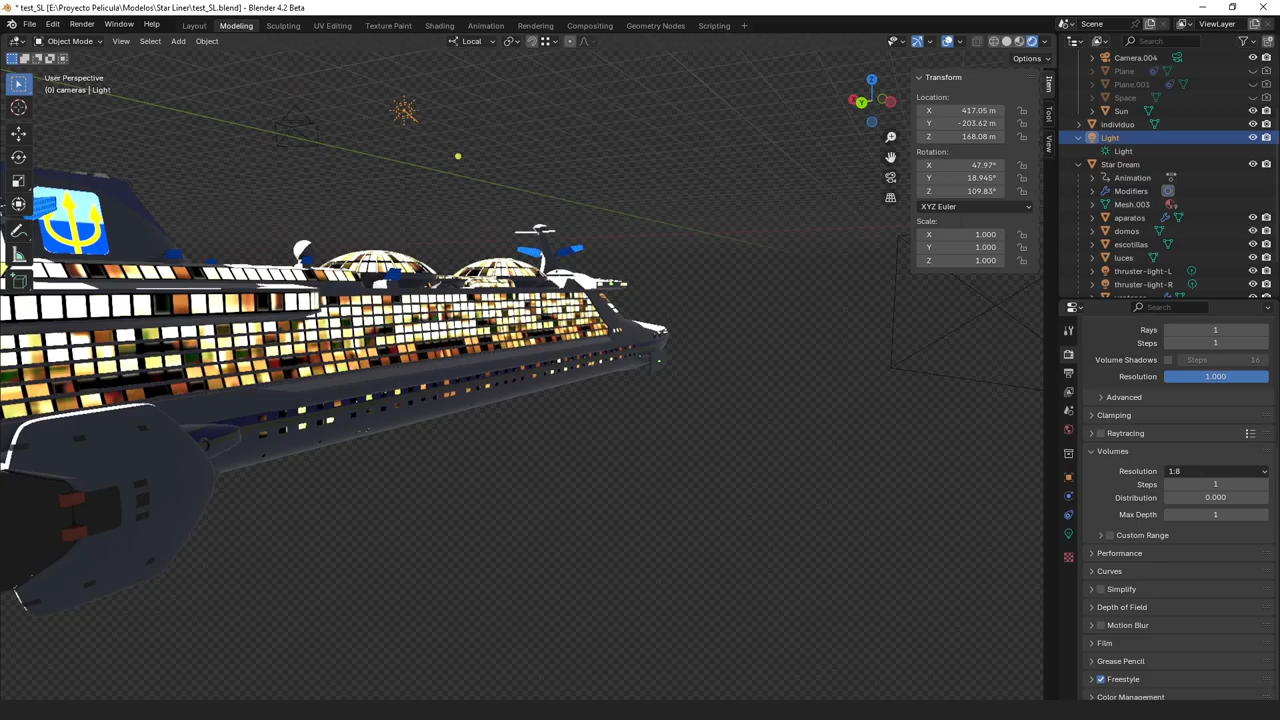 * test_SL [E:\Proyecto Pelicula\Modelos\Star Liner\test_SL.blend] - Blender 4.2 Beta
File Edit Render Window Help Layout Modeling Sculpting UV Editing Texture Paint Shading Animation Rendering Compositing Geometry Nodes Scripting + Scene ViewLayer
Object Mode View Select Add Object Local Search
Options
User Perspective
(0) cameras | Light
Transform
Location:
X 417.05 m
Y -203.62 m
Z 168.08 m
Rotation:
X 47.97°
Y 18.945°
Z 109.83°
XYZ Euler
Scale:
X 1.000
Y 1.000
Z 1.000
Item
Tool
View
Z
X
Y
Camera.004
Plane
Plane.001
Space
Sun
individuo
Light
Light
Star Dream
Animation
Modifiers
Mesh.003
aparatos
domos
escotillas
luces
thruster-light-L
thruster-light-R
Search
Rays 1
Steps 1
Volume Shadows Steps 16
Resolution 1.000
Advanced
Clamping
Raytracing
Volumes
Resolution 1:8
Steps 1
Distribution 0.000
Max Depth 1
Custom Range
Performance
Curves
Simplify
Depth of Field
Motion Blur
Film
Grease Pencil
Freestyle
Color Management